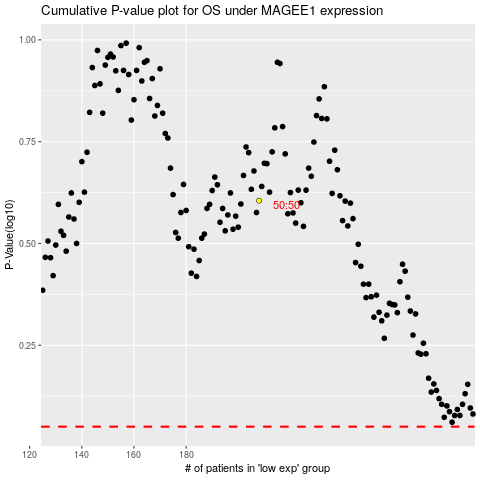 Cumulative P-value plot for OS under MAGEE1 expression
P-Value(log10)
1.00
0.75
0.50
0.25
50:50
120 140 160 180
# of patients in 'low exp' group